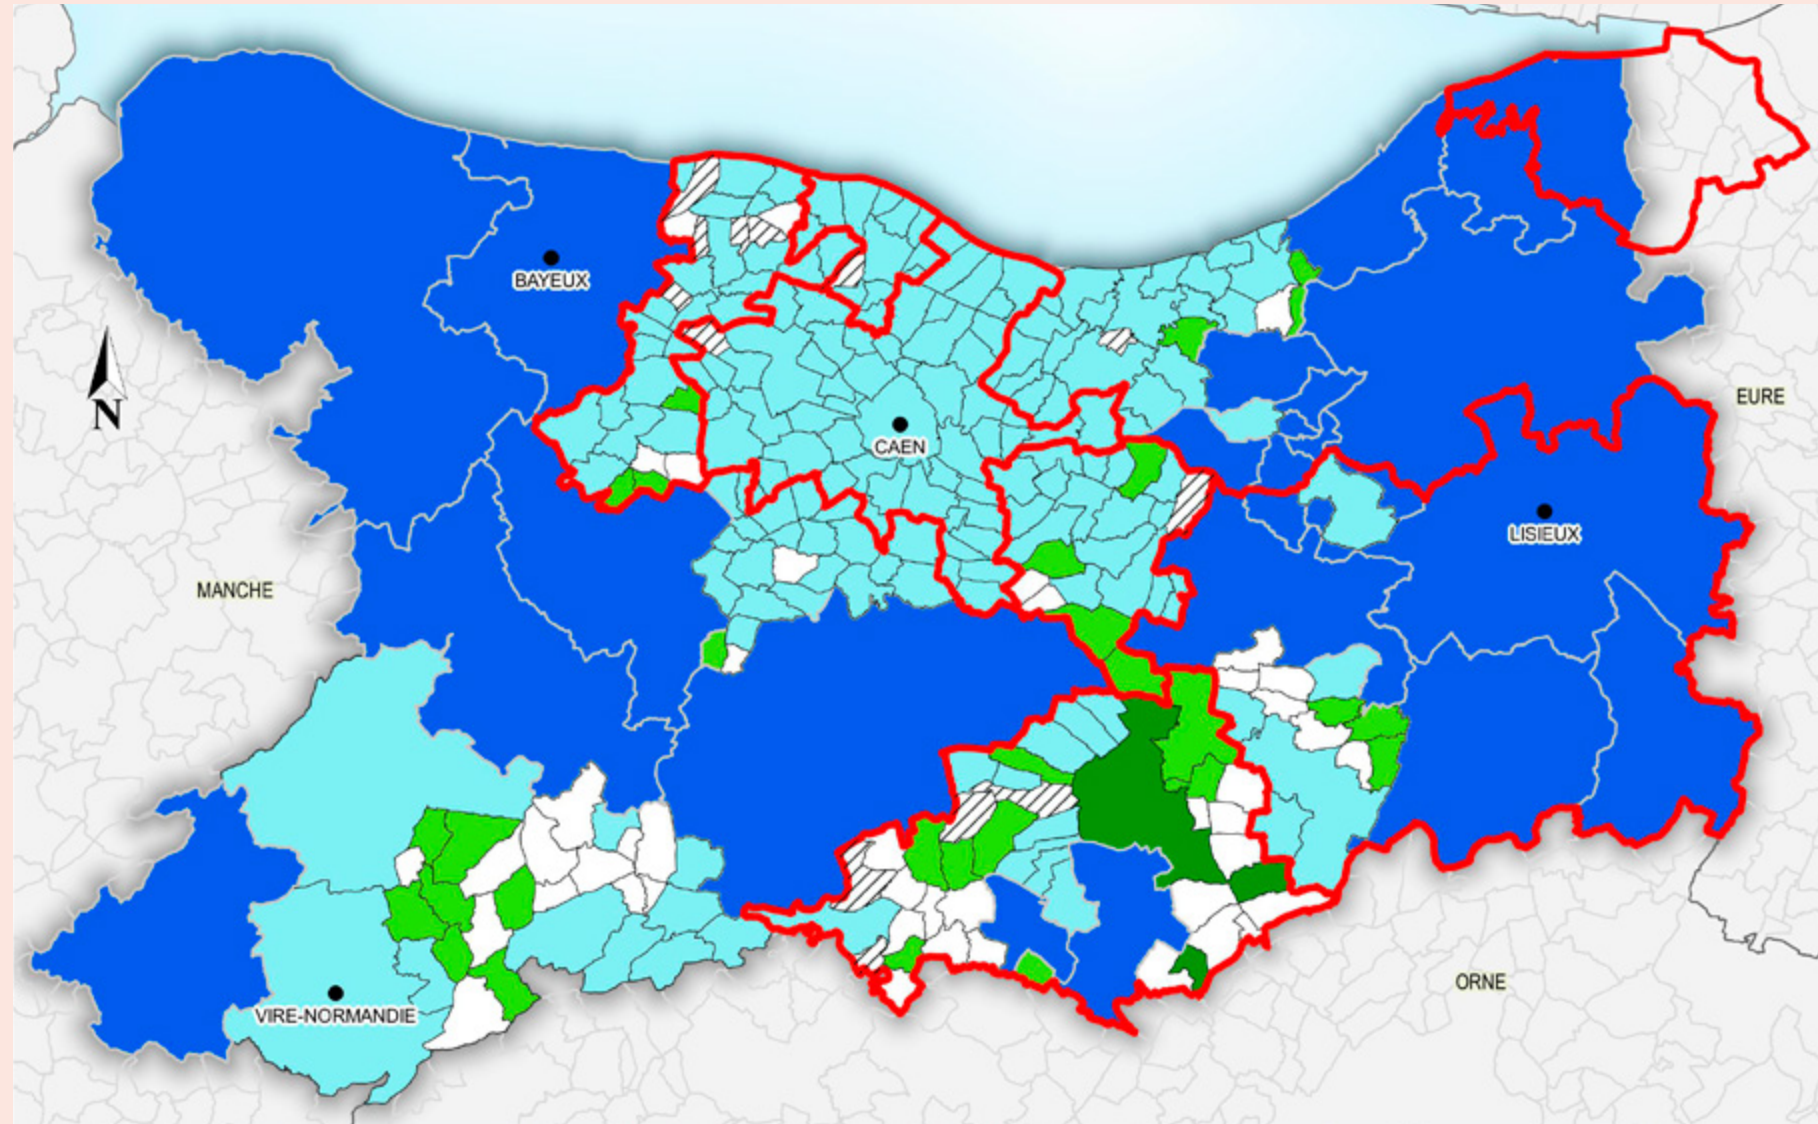 BAYEUX
N
EURE
CAEN
LISIEUX
MANCHE
ORNE
VIRE-NORMANDIE